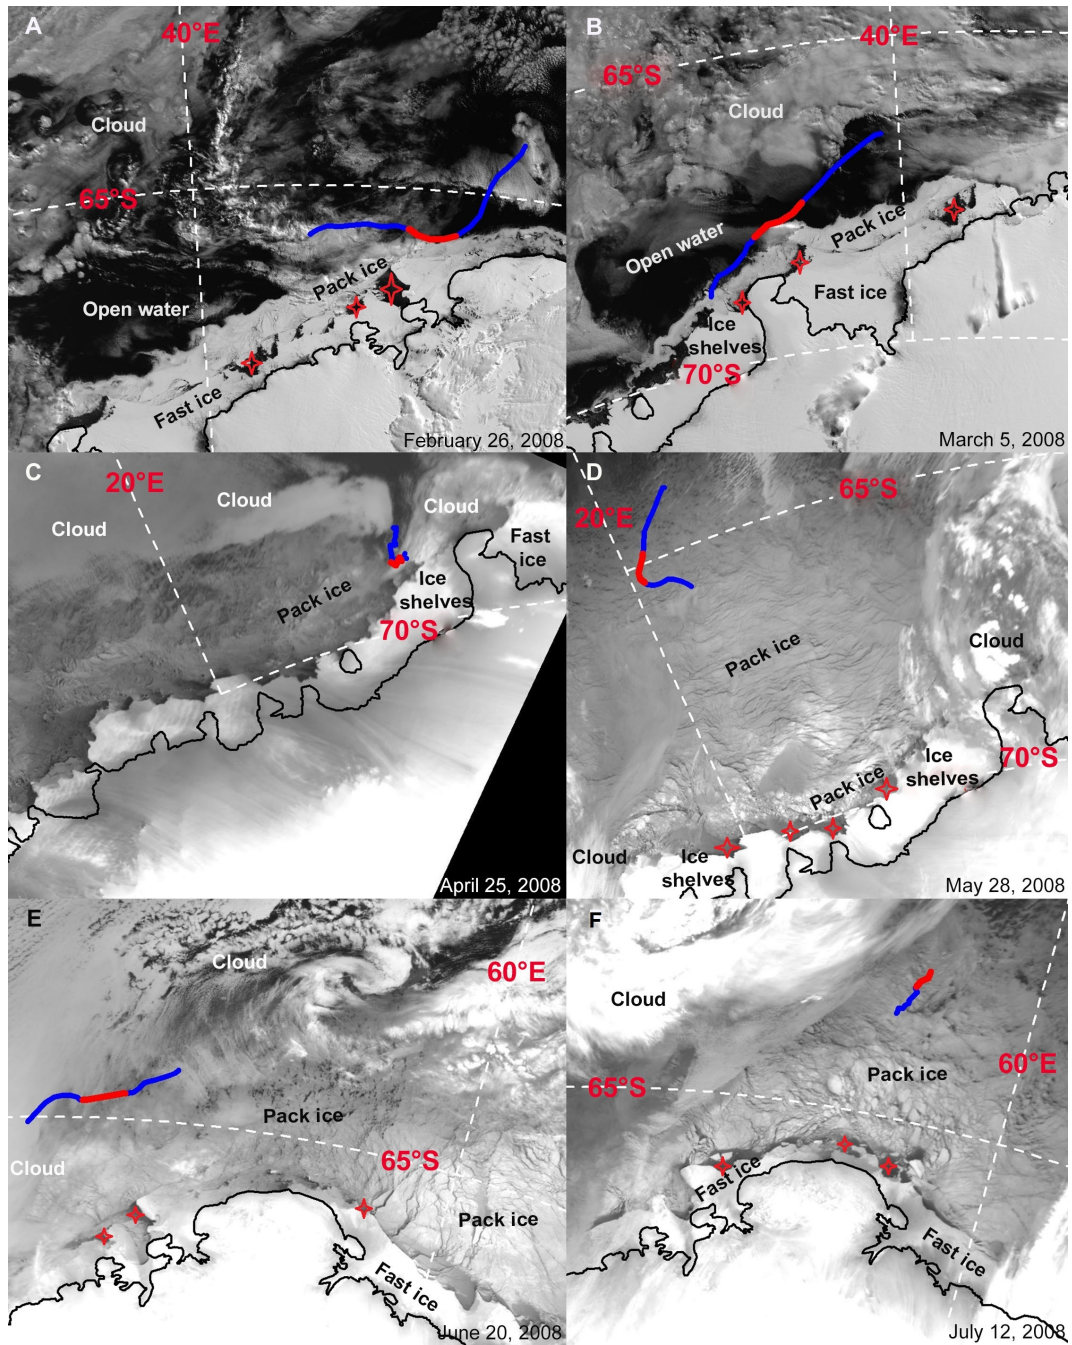 A
40°E
Cloud
65°S
Pack ice
Open water
Fast ice
February 26, 2008
B
40°E
65°S
Cloud
Pack ice
Open water
Fast ice
Ice
shelves
70°S
March 5, 2008
C
20°E
Cloud
Cloud
Cloud
Fast
ice
Ice
shelves
Pack ice
70°S
April 25, 2008
D
65°S
20°E
Pack ice
Cloud
Ice
shelves
70°S
Pack ice
Cloud
Ice
shelves
May 28, 2008
E
Cloud
60°E
Pack ice
65°S
Cloud
Pack ice
Fast ice
June 20, 2008
F
Cloud
60°E
Pack ice
65°S
Fast ice
Fast ice
July 12, 2008